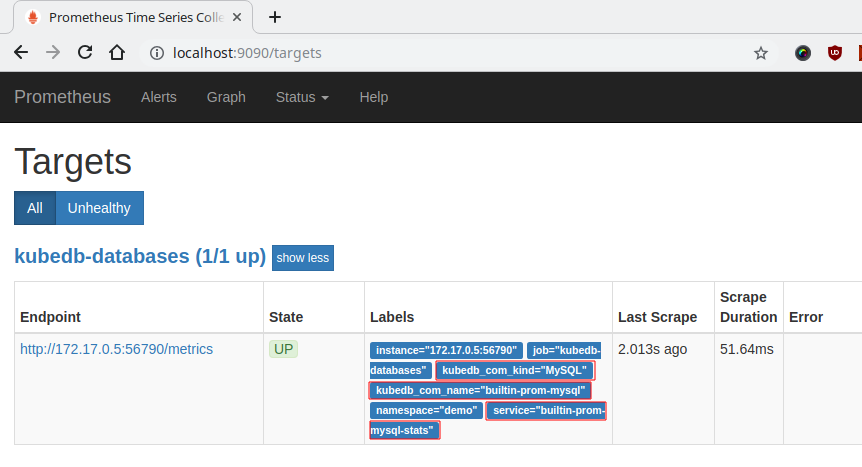 Prometheus Time Series Colle
localhost:9090/targets
Prometheus Alerts Graph Status Help
Targets
All Unhealthy
kubedb-databases (1/1 up) show less
Endpoint State Labels Last Scrape Scrape Duration Error
http://172.17.0.5:56790/metrics UP instance="172.17.0.5:56790" job="kubedb-
databases" kubedb_com_kind="MySQL"
kubedb_com_name="builtin-prom-mysql"
namespace="demo" service="builtin-prom-
mysql-stats"
2.013s ago 51.64ms